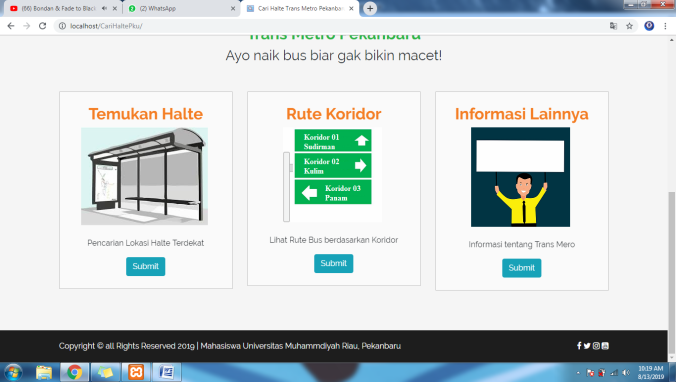 (66) Bondan & Fade to Blac
(2) WhatsApp
Cari Halte Trans Metro Pekanbar
localhost/CariHaltePku/
Trans Metro Pekanbaru
Ayo naik bus biar gak bikin macet!
Temukan Halte
Pencarian Lokasi Halte Terdekat
Submit
Rute Koridor
Koridor 01
Sudirman
Koridor 02
Kulim
Koridor 03
Panam
Lihat Rute Bus berdasarkan Koridor
Submit
Informasi Lainnya
Informasi tentang Trans Mero
Submit
Copyright © all Rights Reserved 2019 | Mahasiswa Universitas Muhammdiyah Riau, Pekanbaru
10:19 AM
8/13/2019